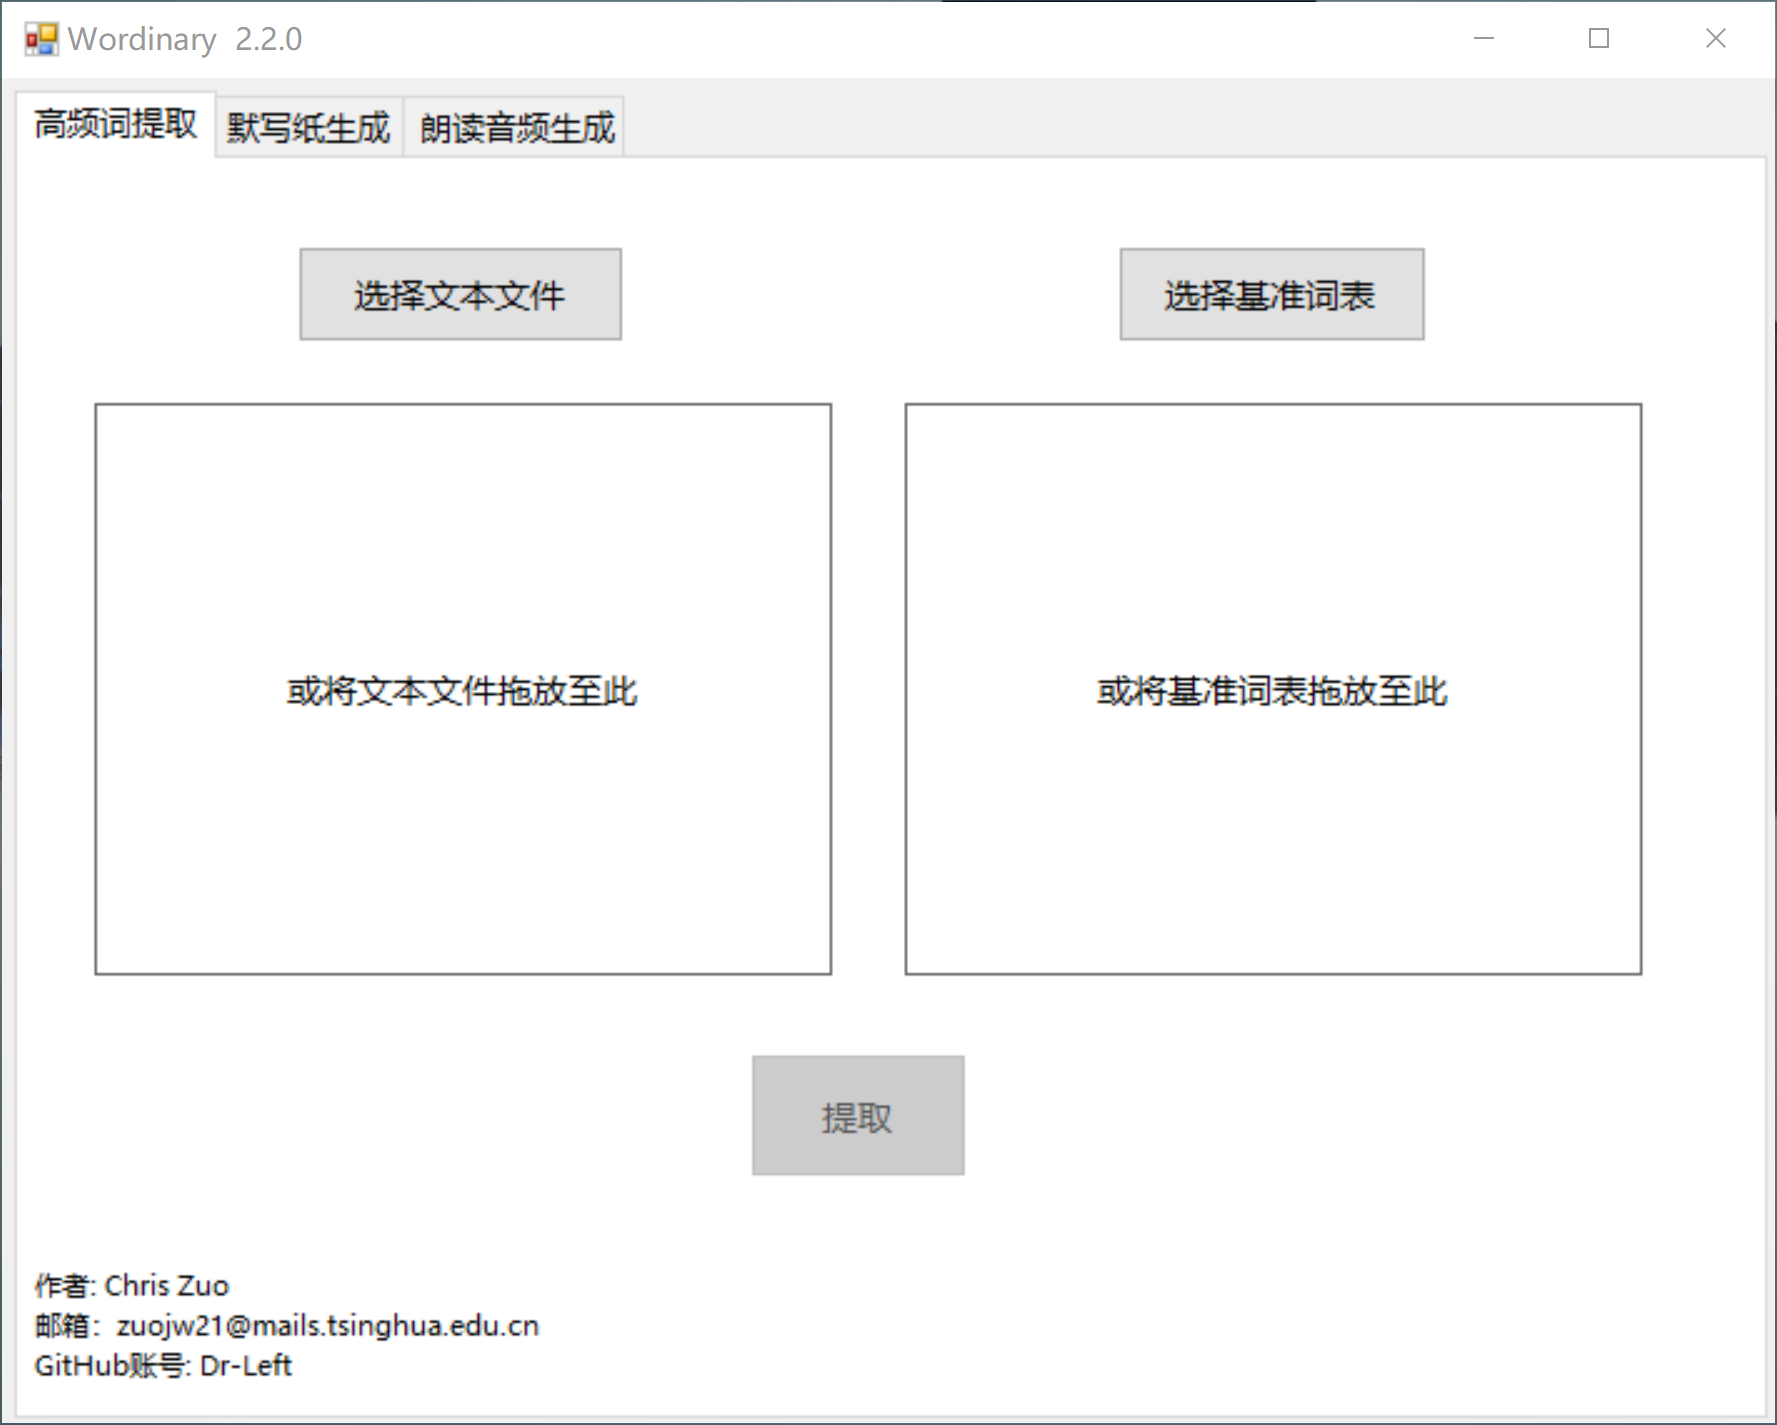 Wordinary 2.2.0
高频词提取 默写纸生成 朗读音频生成
选择文本文件 选择基准词表
或将文本文件拖放至此 或将基准词表拖放至此
提取
作者: Chris Zuo
邮箱：zuojw21@mails.tsinghua.edu.cn
GitHub账号: Dr-Left